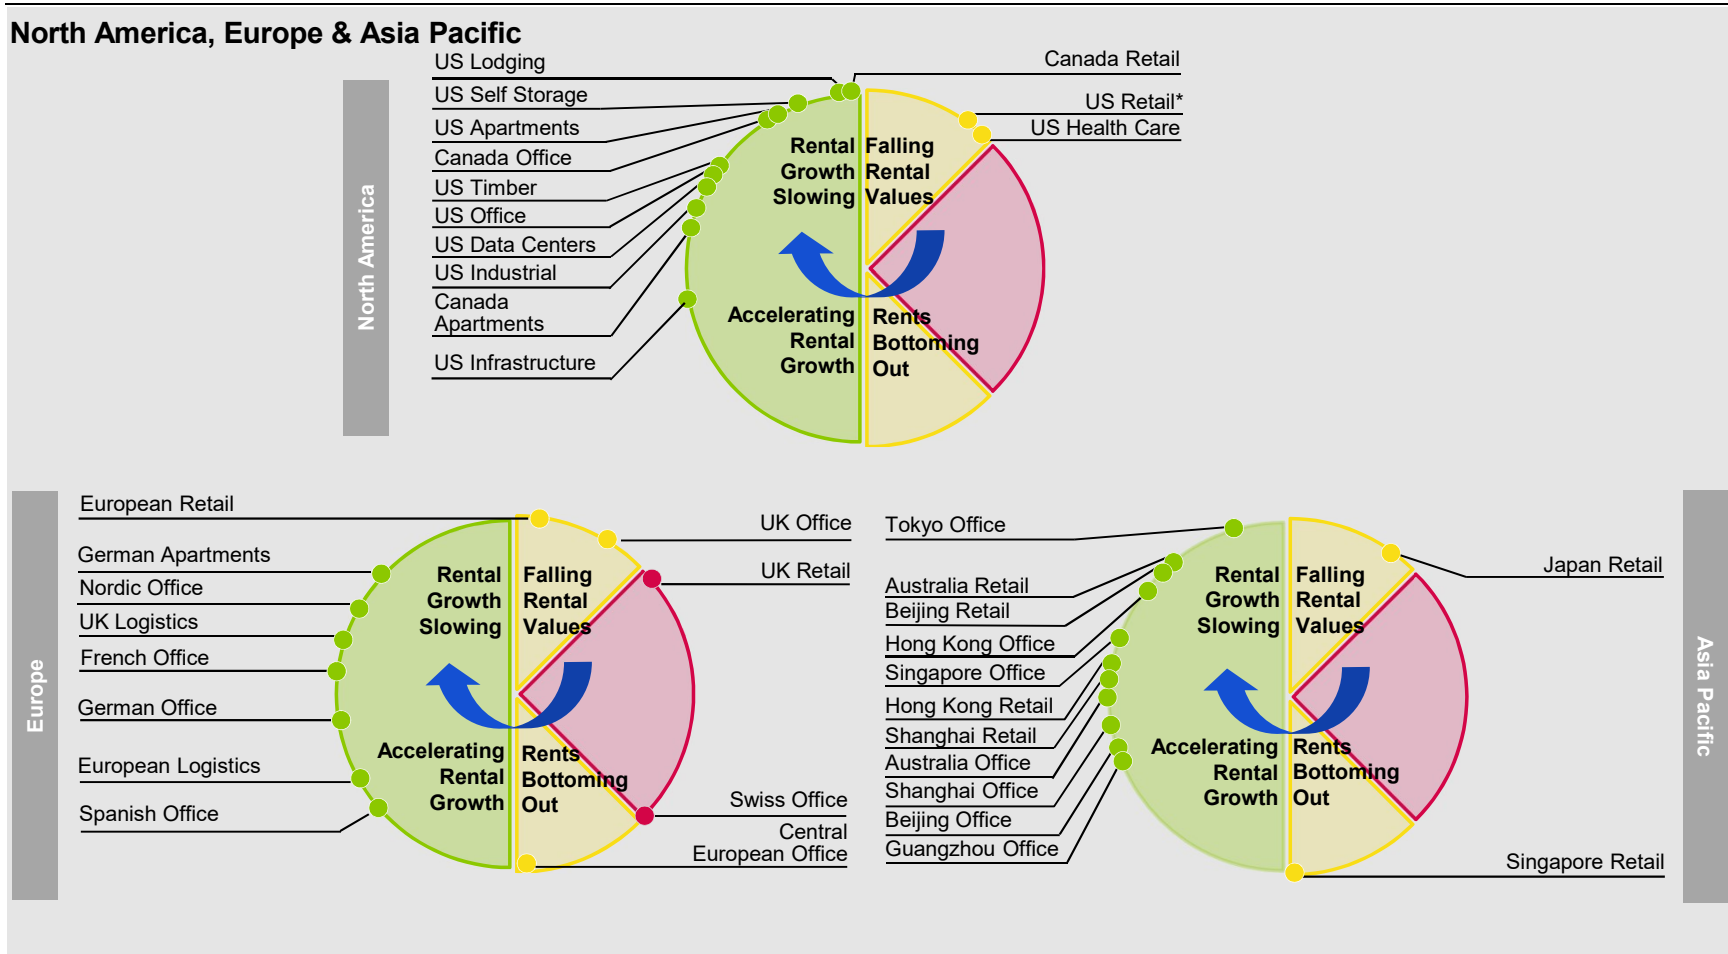 North America, Europe & Asia Pacific
North America
US Lodging
US Self Storage
US Apartments
Canada Office
US Timber
US Office
US Data Centers
US Industrial
Canada
Apartments
US Infrastructure
Canada Retail
US Retail*
US Health Care
Rental
Growth
Slowing
Falling
Rental
Values
Accelerating
Rental
Growth
Rents
Bottoming
Out
Europe
European Retail
German Apartments
Nordic Office
UK Logistics
French Office
German Office
European Logistics
Spanish Office
UK Office
UK Retail
Swiss Office
Central
European Office
Rental
Growth
Slowing
Falling
Rental
Values
Accelerating
Rental
Growth
Rents
Bottoming
Out
Asia Pacific
Tokyo Office
Australia Retail
Beijing Retail
Hong Kong Office
Singapore Office
Hong Kong Retail
Shanghai Retail
Australia Office
Shanghai Office
Beijing Office
Guangzhou Office
Japan Retail
Singapore Retail
Rental
Growth
Slowing
Falling
Rental
Values
Accelerating
Rental
Growth
Rents
Bottoming
Out